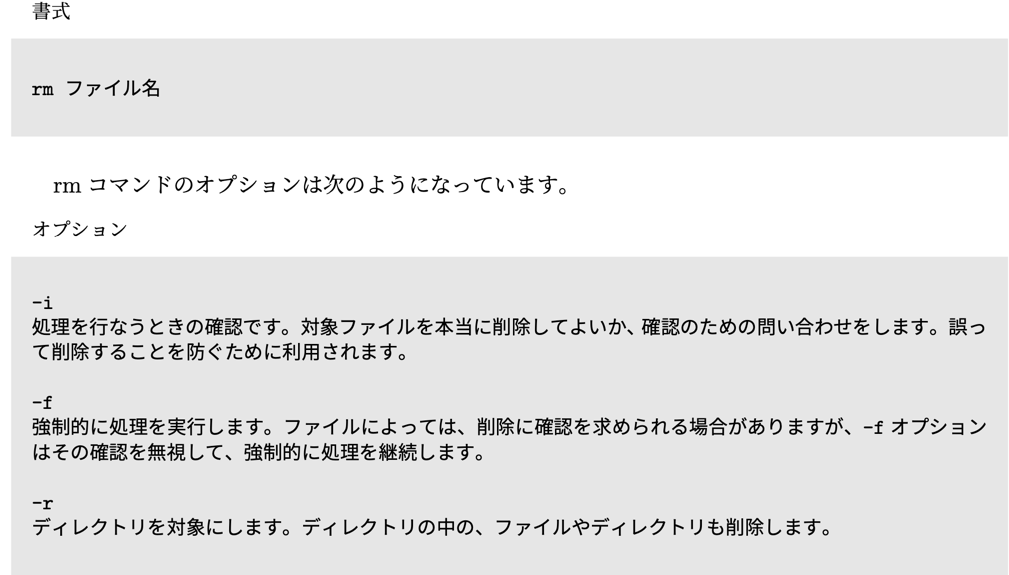 書式
rm ファイル名
rm コマンドのオプションは次のようになっています。
オプション
-i
処理を行なうときの確認です。対象ファイルを本当に削除してよいか、確認のための問い合わせをします。誤っ
て削除することを防ぐために利用されます。
-f
強制的に処理を実行します。ファイルによっては、削除に確認を求められる場合がありますが、-f オプション
はその確認を無視して、強制的に処理を継続します。
-r
ディレクトリを対象にします。ディレクトリの中の、ファイルやディレクトリも削除します。